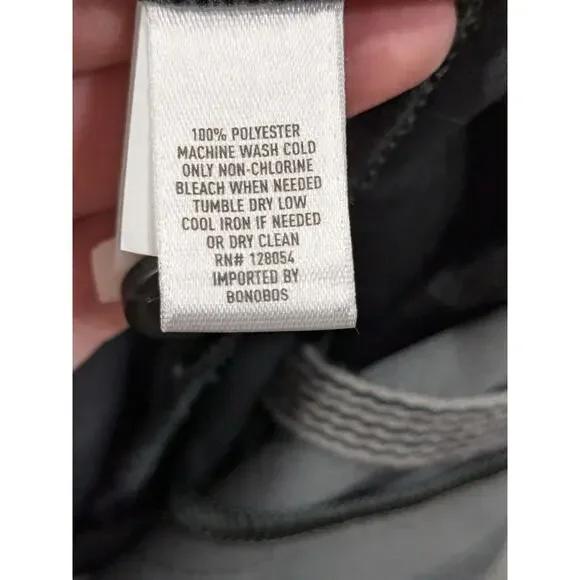 100% POLYESTER
MACHINE WASH COLD
ONLY NON-CHLORINE
BLEACH WHEN NEEDED
TUMBLE DRY LOW
COOL IRON IF NEEDED
OR DRY CLEAN
RN# 128054
IMPORTED BY
BONOBOS